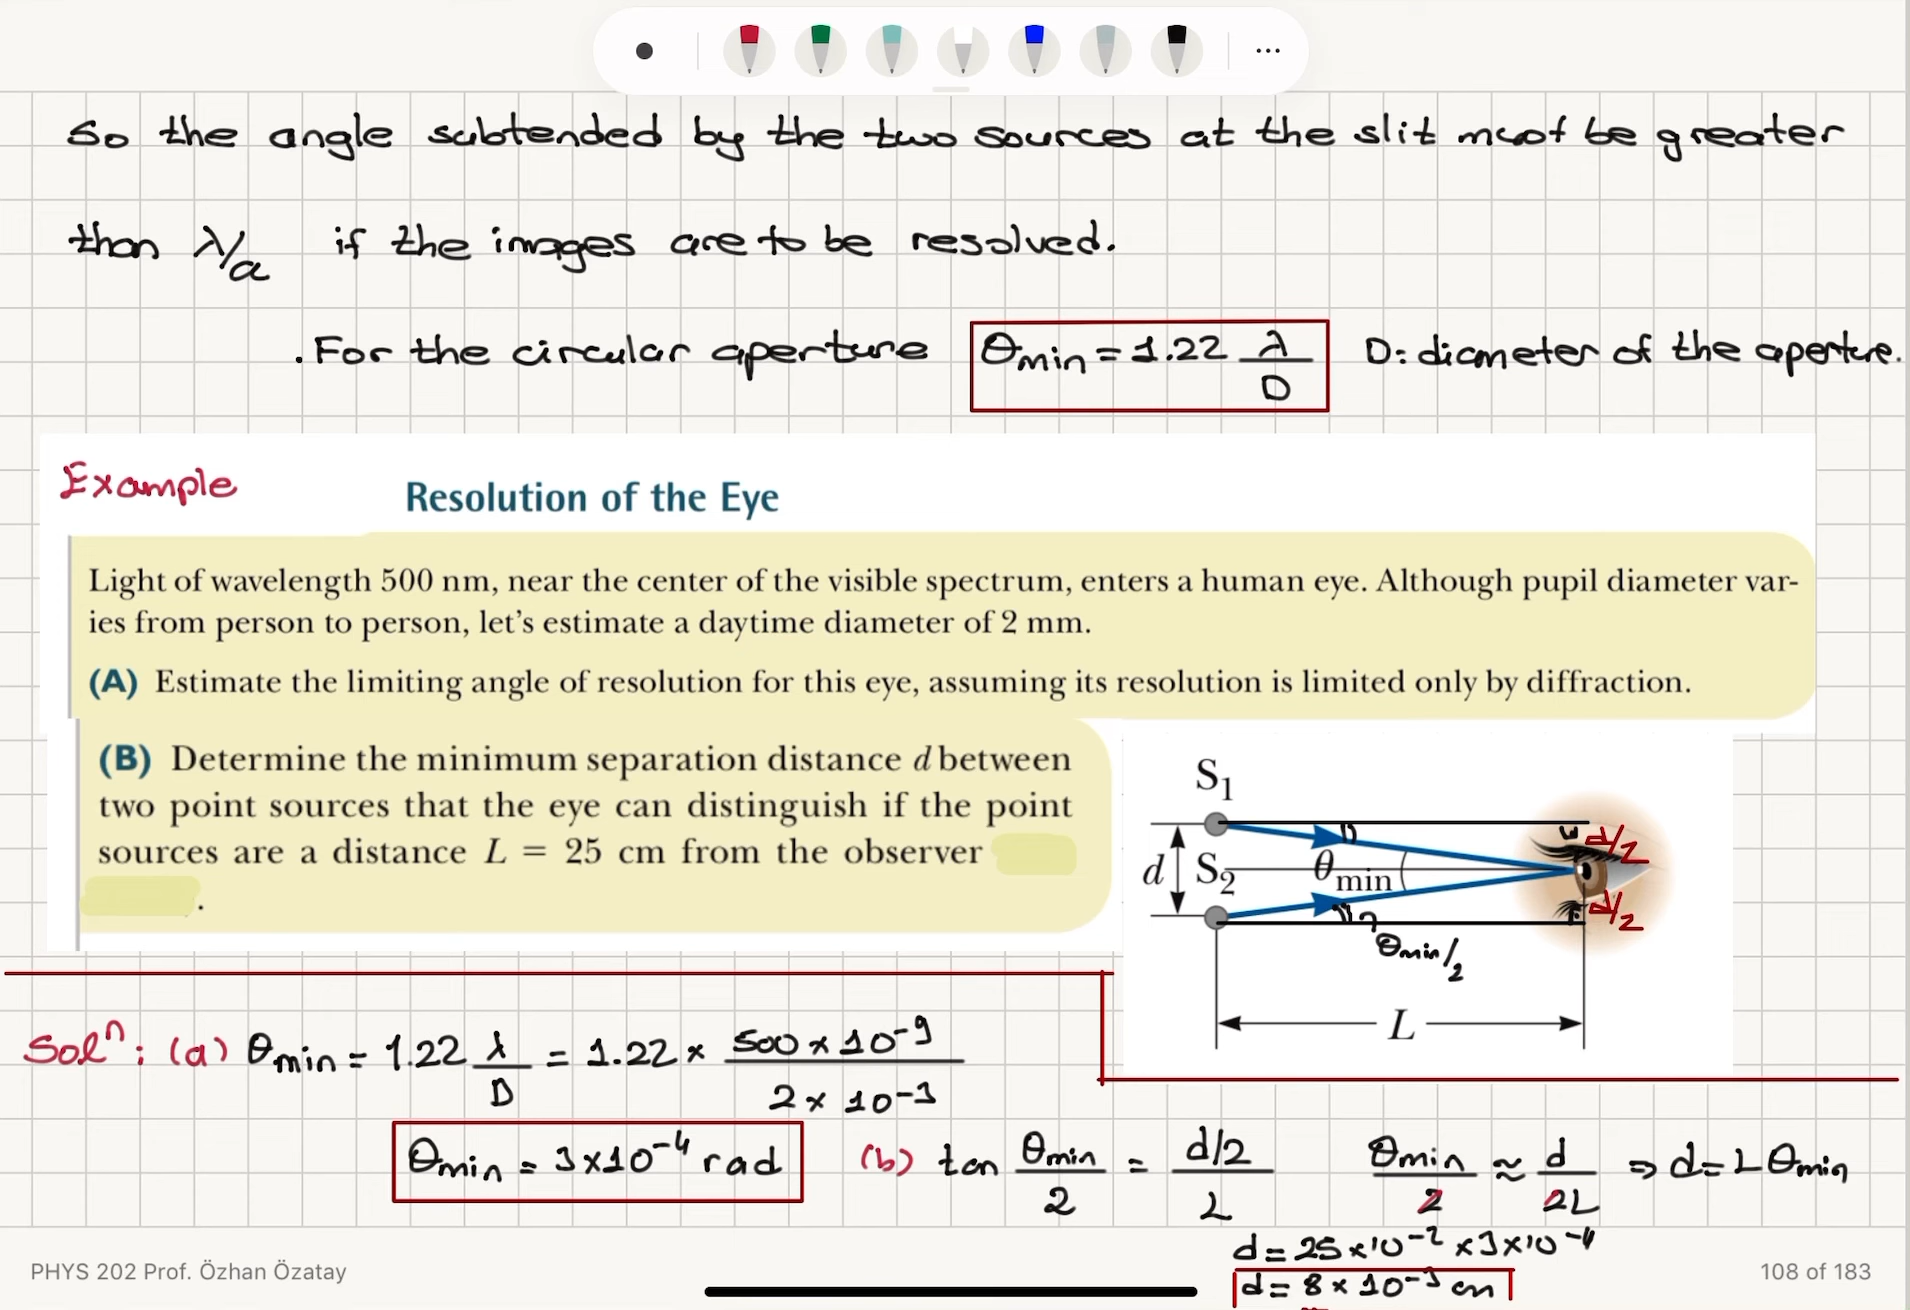 So the angle subtended by the two sources at the slit must be greater
than λ/a if the images are to be resolved.
. For the circular aperture θmin = 1.22 λ/D D: diameter of the aperture.
Example
Resolution of the Eye
Light of wavelength 500 nm, near the center of the visible spectrum, enters a human eye. Although pupil diameter var-
ies from person to person, let's estimate a daytime diameter of 2 mm.
(A) Estimate the limiting angle of resolution for this eye, assuming its resolution is limited only by diffraction.
(B) Determine the minimum separation distance d between
two point sources that the eye can distinguish if the point
sources are a distance L = 25 cm from the observer
.
S₁
d/2
d S₂ θmin
d/2
θmin/2
L
Solⁿ: (a) θmin = 1.22 λ/D = 1.22 × 500 × 10⁻⁹ / 2 × 10⁻³
θmin = 3×10⁻⁴ rad
(b) tan θmin/2 = d/2 / L θmin/2 ≈ d/2L ⇒ d = L θmin
d = 25 × 10⁻² × 3×10⁻⁴
d = 8 × 10⁻³ cm
PHYS 202 Prof. Özhan Özatay
108 of 183